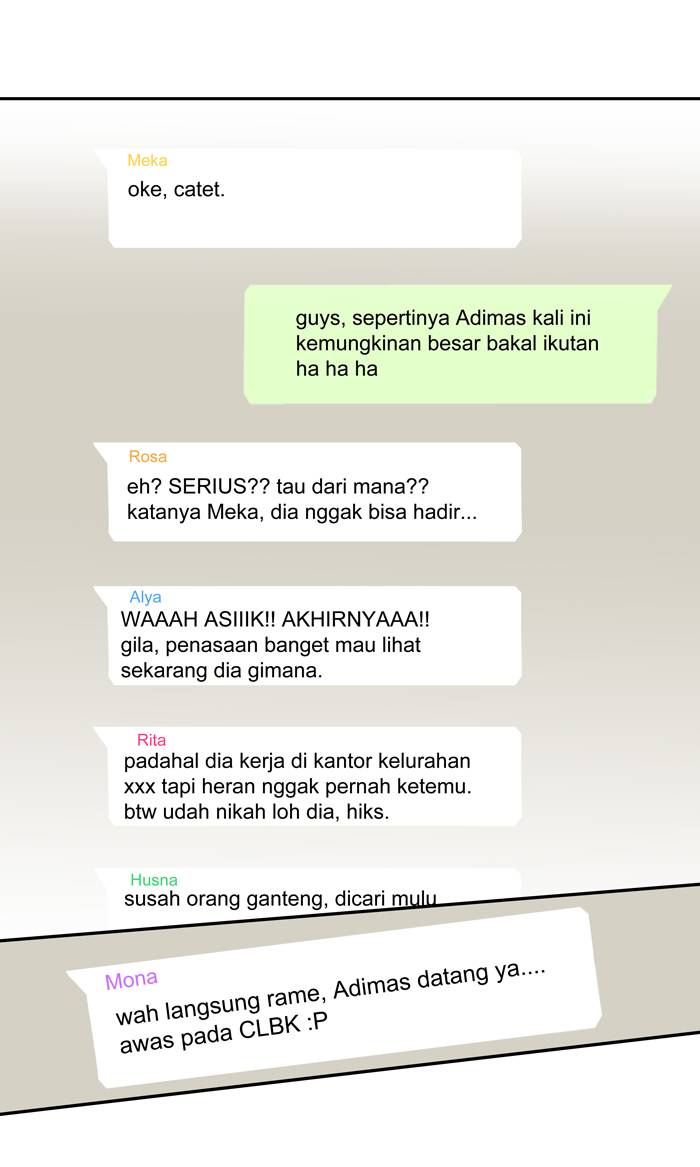 Meka
oke, catet.
guys, sepertinya Adimas kali ini
kemungkinan besar bakal ikutan
ha ha ha
Rosa
eh? SERIUS?? tau dari mana??
katanya Meka, dia nggak bisa hadir...
Alya
WAAAH ASIIIK!! AKHIRNYAAA!!
gila, penasaan banget mau lihat
sekarang dia gimana.
Rita
padahal dia kerja di kantor kelurahan
xxx tapi heran nggak pernah ketemu.
btw udah nikah loh dia, hiks.
Husna
susah orang ganteng, dicari mulu
Mona
wah langsung rame, Adimas datang ya....
awas pada CLBK :P